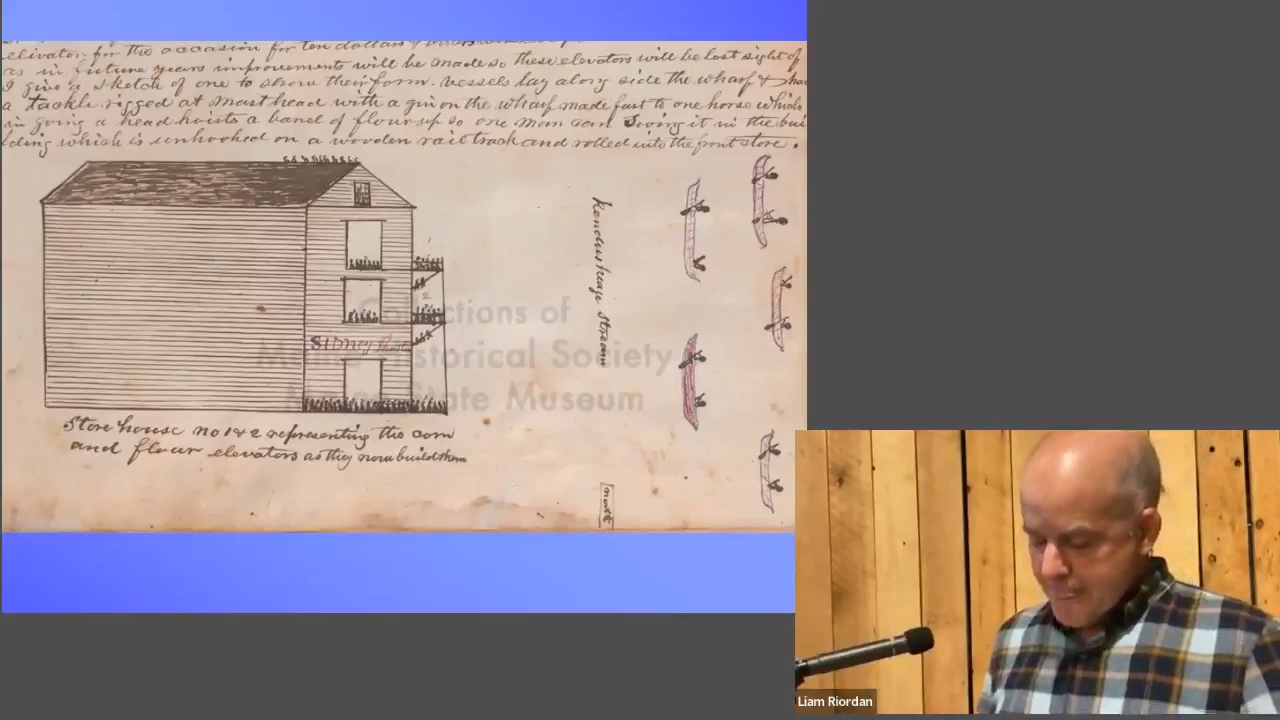 elivator for the occasion for ten dollars
as in future years improvements will be made so these elevators will be lost sight of
I give a sketch of one to show their form. vessels lay along side the wharf &
a tackle rigged at mast head with a gin on the wharf made fast to one horse which
in going a head hoists a barrel of flour up so one man can swing it in the bui
lding which is unhooked on a wooden rail track and rolled into the front store.
Kenduskeage stream
Collections of
Maine Historical Society
Maine State Museum
SIDNEY
Store house no 1 & 2 representing the corn
and flour elevators as they now build them
north
Liam Riordan